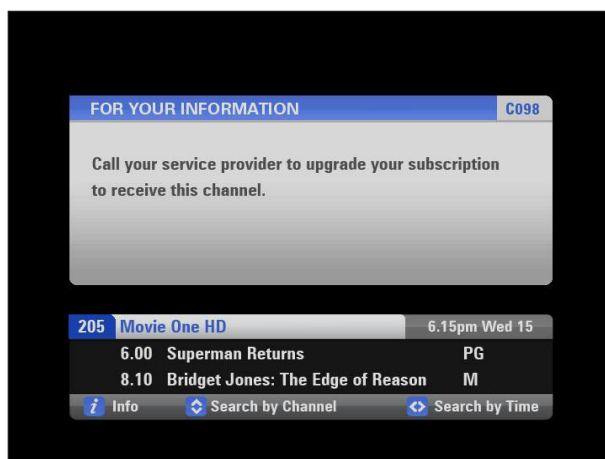 FOR YOUR INFORMATION C098
Call your service provider to upgrade your subscription
to receive this channel.
205 Movie One HD 6.15pm Wed 15
6.00 Superman Returns PG
8.10 Bridget Jones: The Edge of Reason M
i Info Search by Channel Search by Time